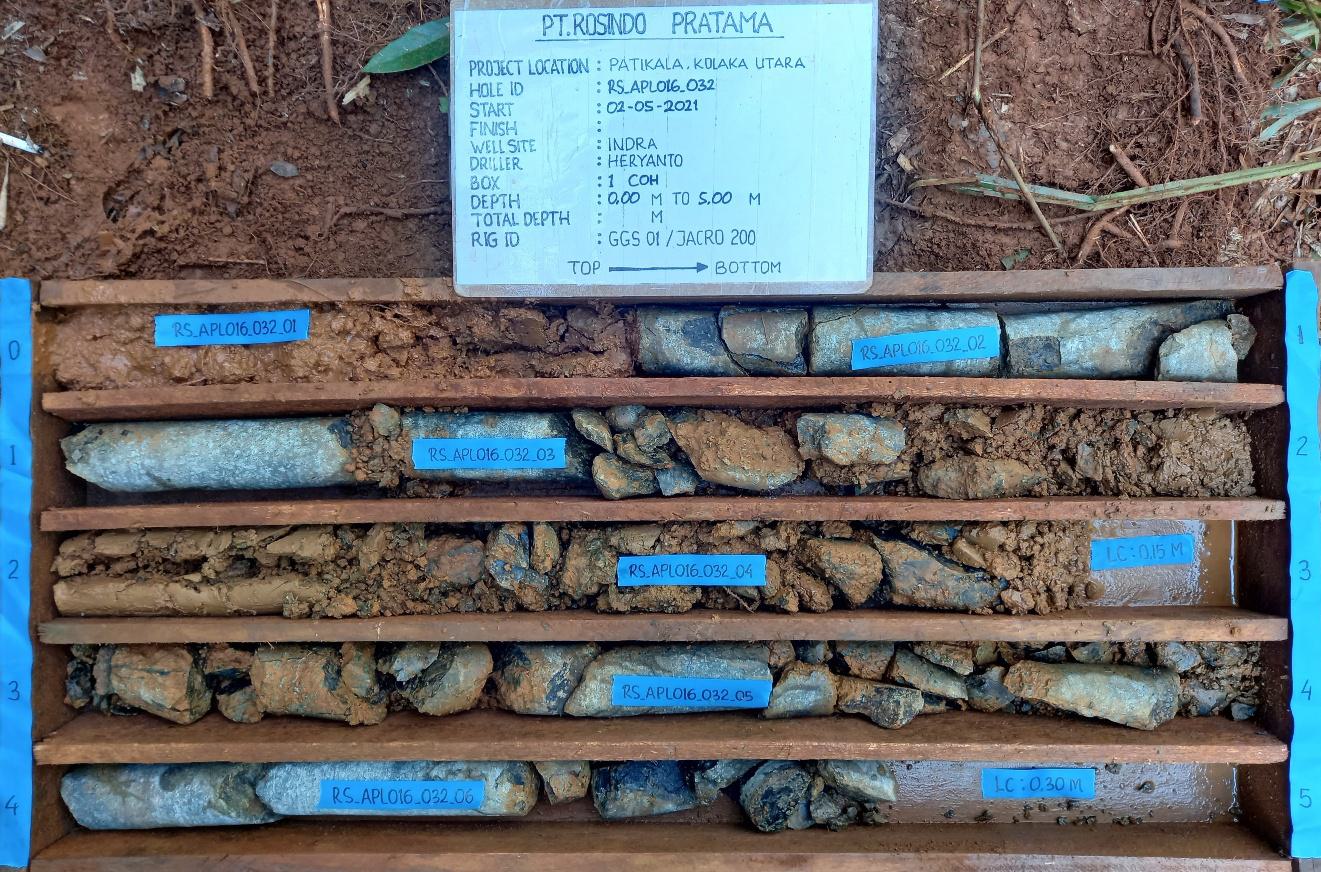 PT. ROSINDO PRATAMA
PROJECT LOCATION : PATIKALA, KOLAKA UTARA
HOLE ID : RS_APL016_032
START : 02-05-2021
FINISH :
WELL SITE : INDRA
DRILLER : HERYANTO
BOX : 1 COH
DEPTH : 0,00 M TO 5,00 M
TOTAL DEPTH : M
RIG ID : GGS 01 / JACRO 200
TOP → BOTTOM
0 RS_APL016_032_01 RS_APL016_032_02 1
1 RS_APL016_032_03 2
2 RS_APL016_032_04 LC : 0.15 M 3
3 RS_APL016_032_05 4
4 RS_APL016_032_06 LC : 0.30 M 5